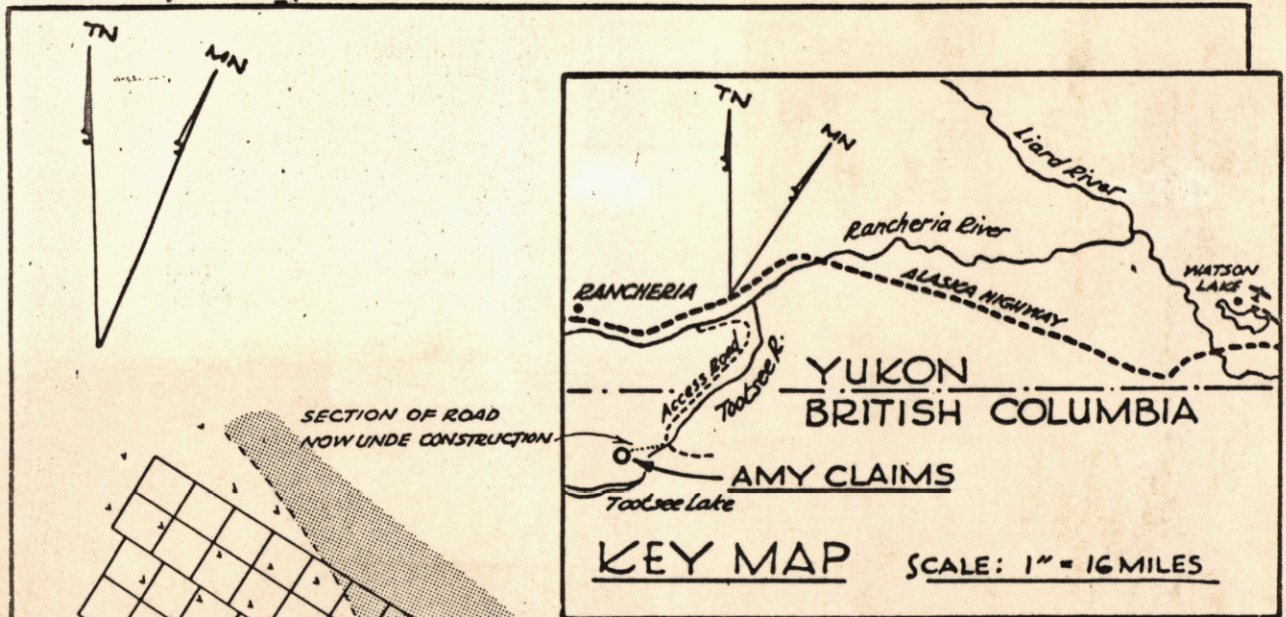 TN
MN
SECTION OF ROAD
NOW UNDE CONSTRUCTION
TN
MN
Liard River
Rancheria River
RANCHERIA
ALASKA HIGHWAY
WATSON
LAKE
Access Road
Tootsee R.
YUKON
BRITISH COLUMBIA
AMY CLAIMS
Tootsee Lake
KEY MAP
SCALE: 1" = 16 MILES